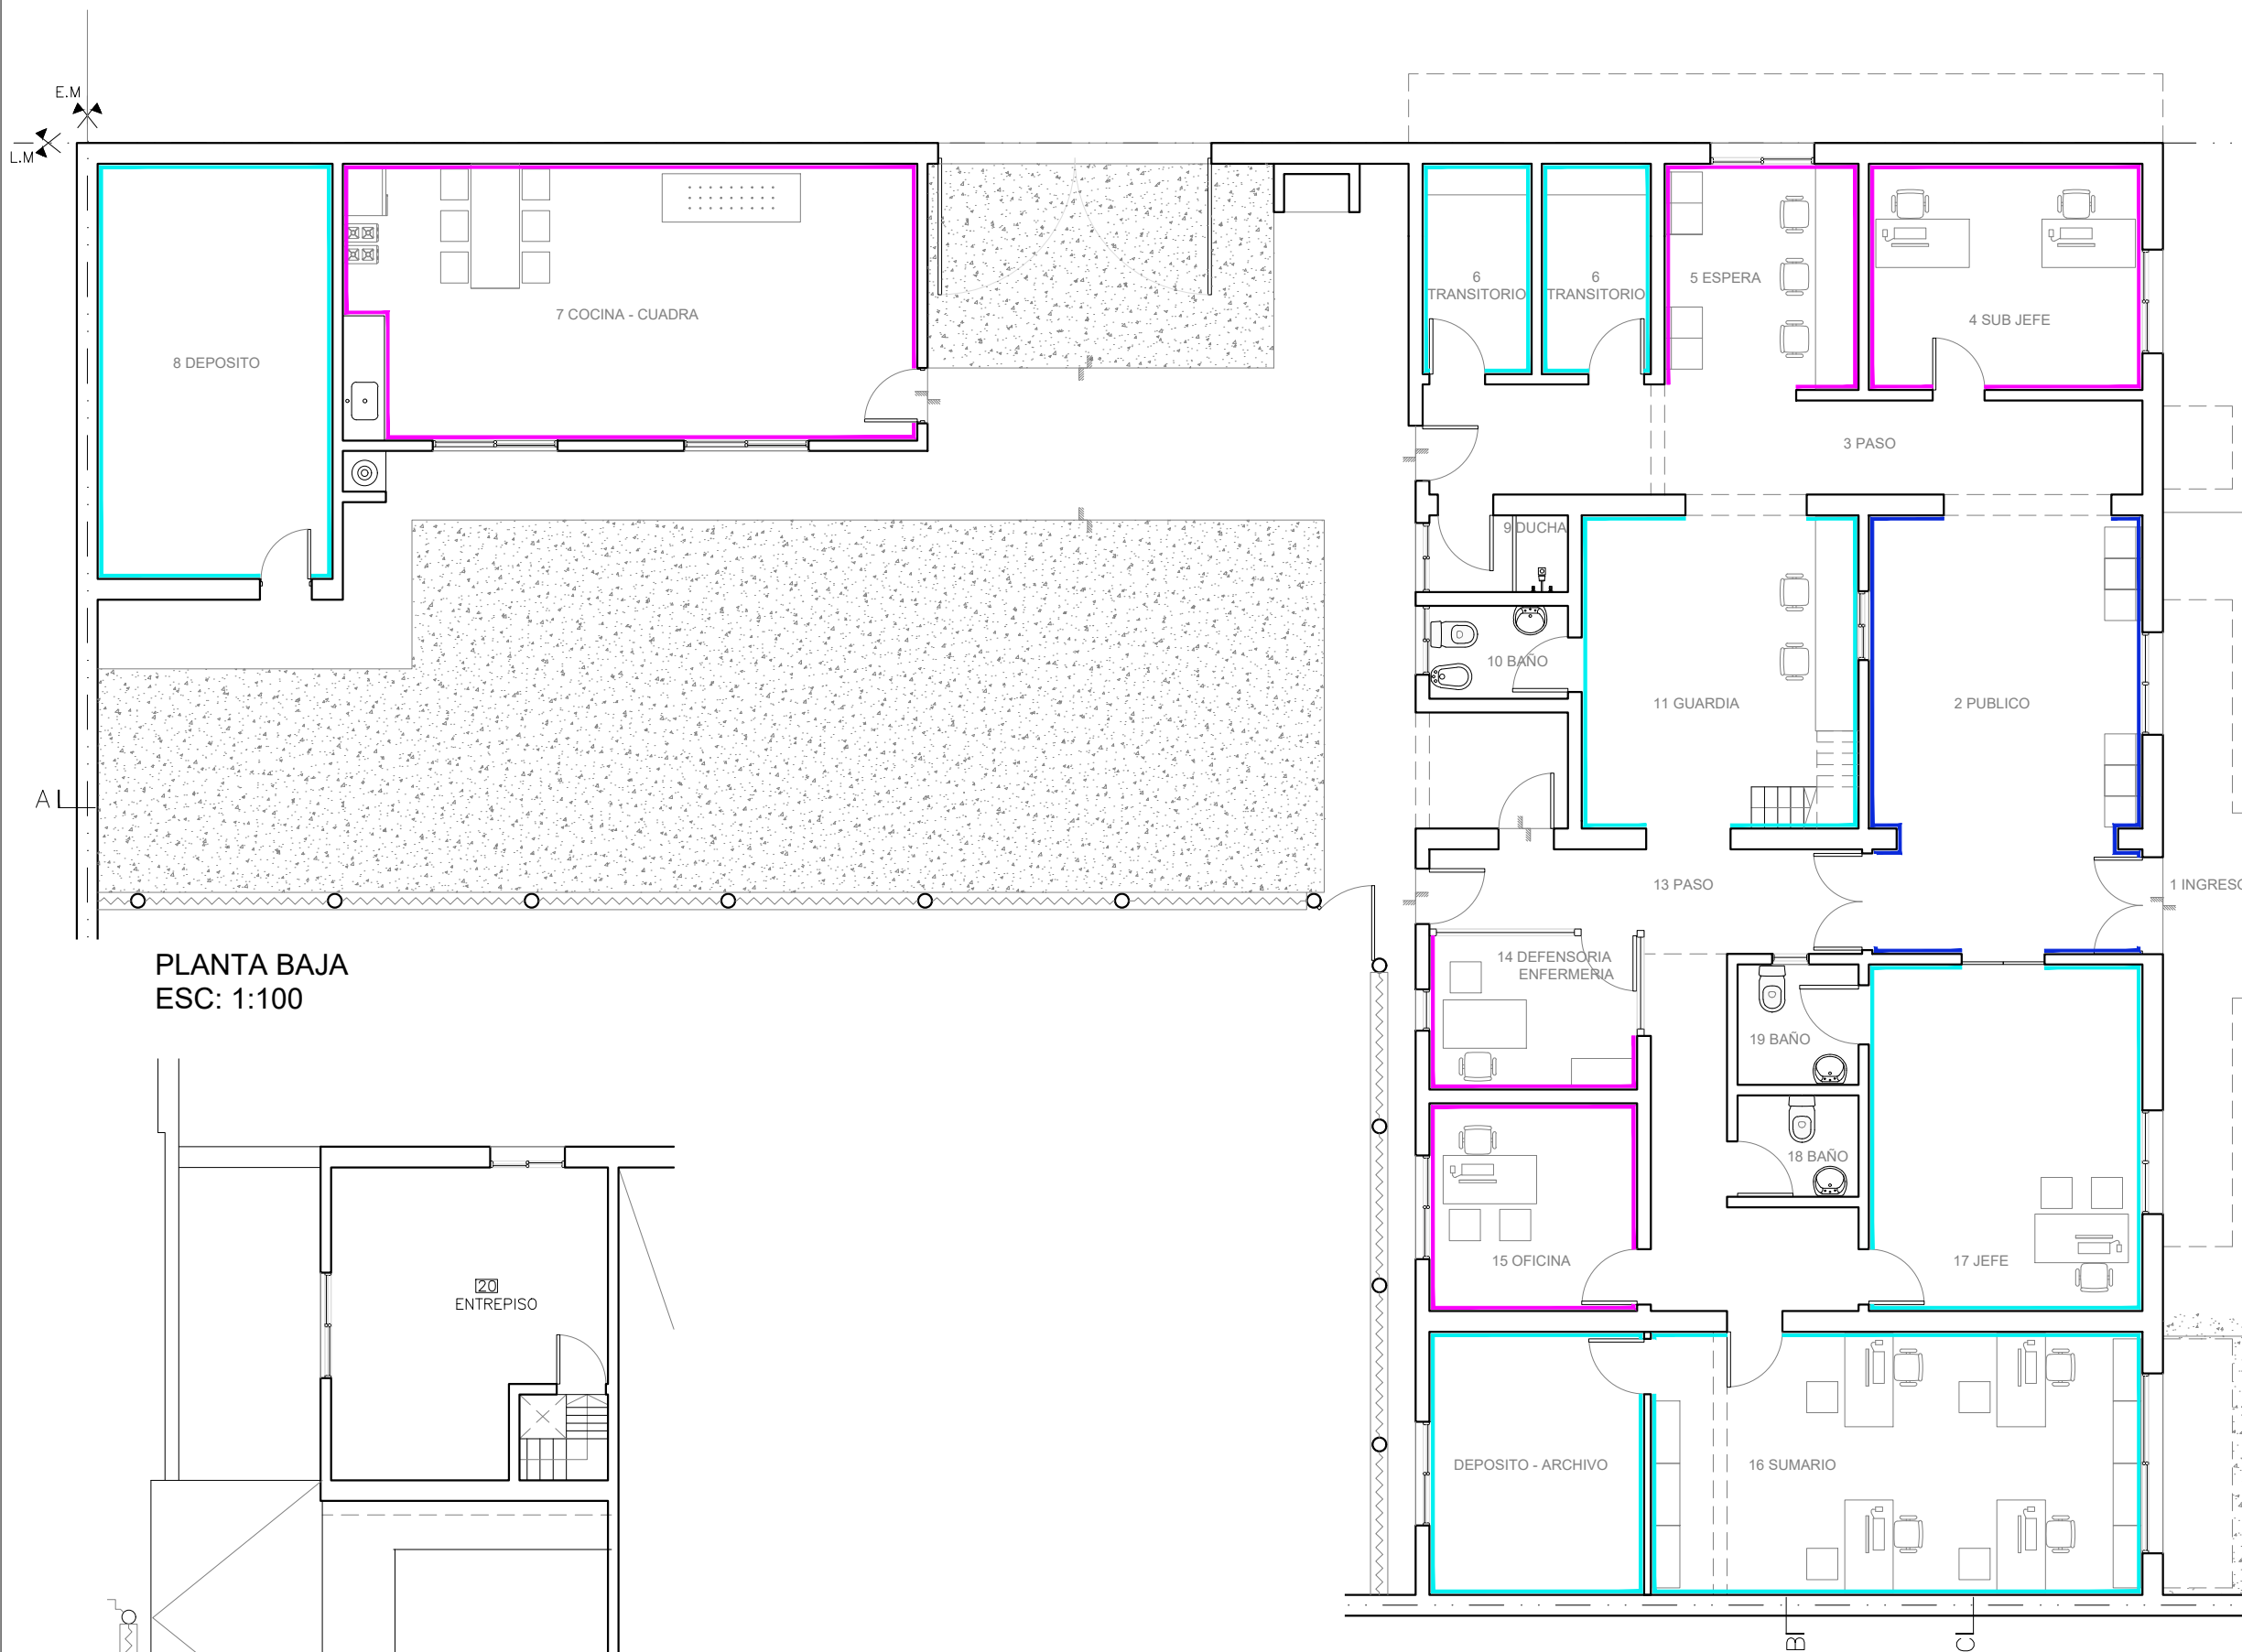 E.M
L.M
6
TRANSITORIO
6
TRANSITORIO
5 ESPERA
4 SUB JEFE
7 COCINA - CUADRA
8 DEPOSITO
3 PASO
9 DUCHA
10 BAÑO
11 GUARDIA
2 PUBLICO
A
13 PASO
1 INGRESO
PLANTA BAJA
ESC: 1:100
14 DEFENSORIA
ENFERMERIA
19 BAÑO
18 BAÑO
15 OFICINA
17 JEFE
20
ENTREPISO
DEPOSITO - ARCHIVO
16 SUMARIO
B
C